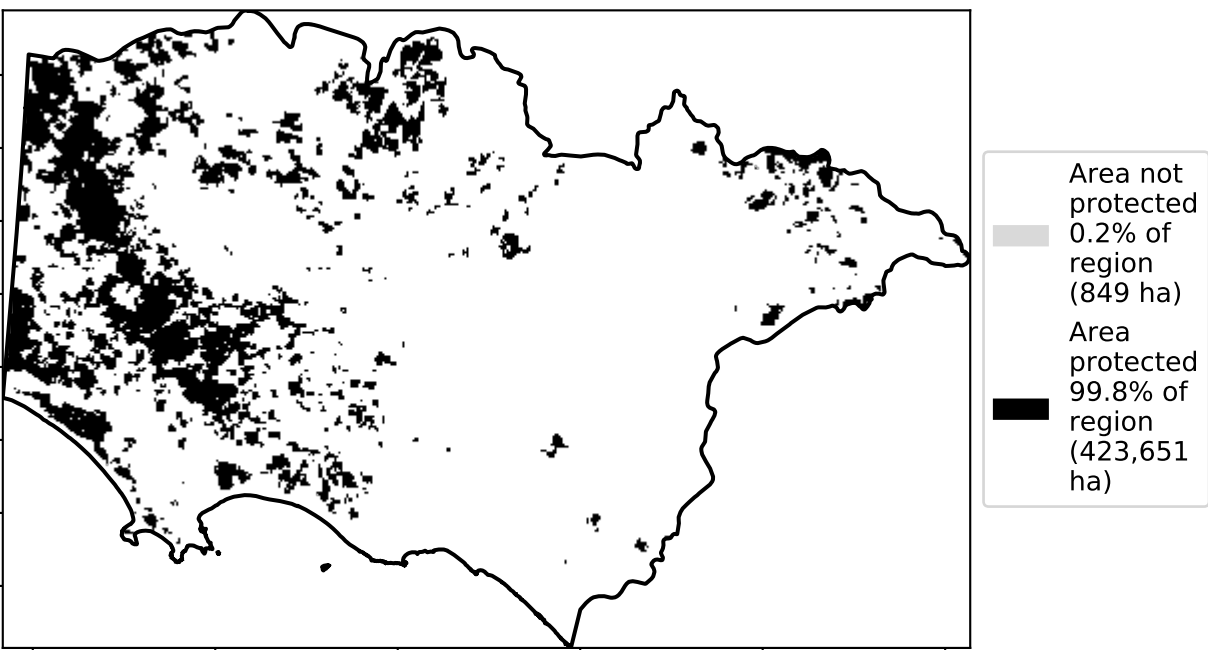 Area not
protected
0.2% of
region
(849 ha)
Area
protected
99.8% of
region
(423,651
ha)